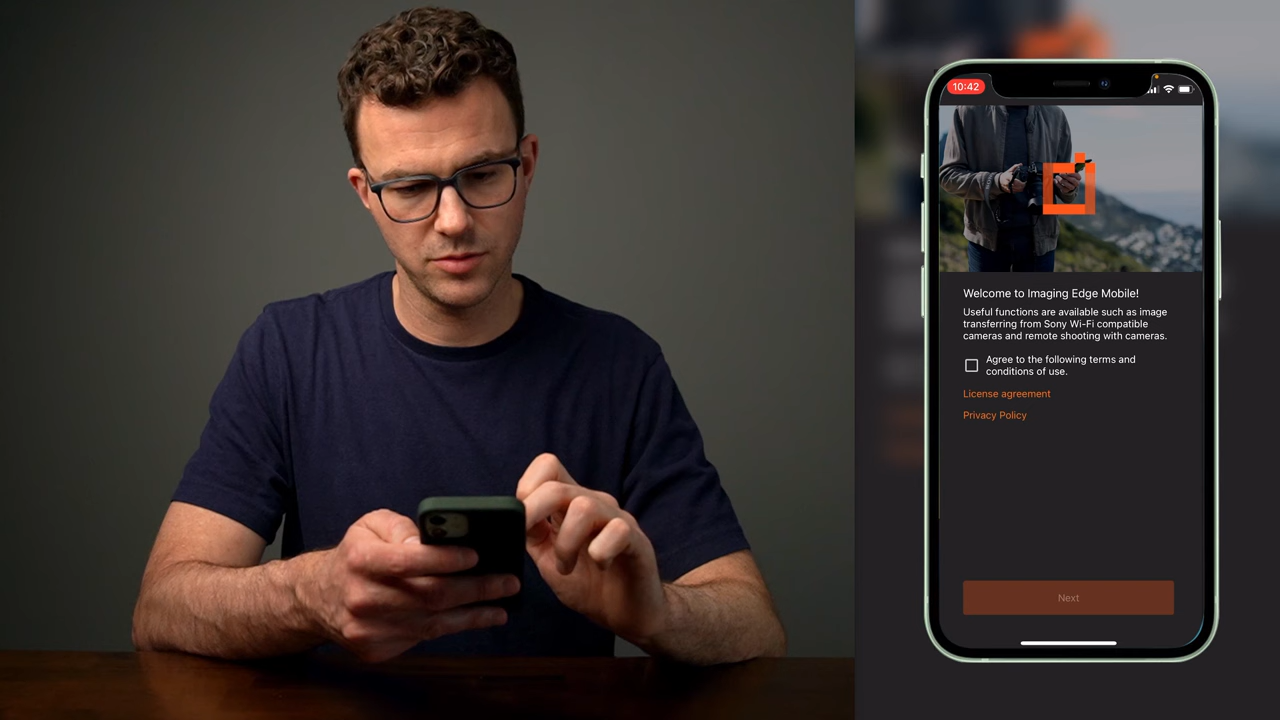 10:42
Welcome to Imaging Edge Mobile!
Useful functions are available such as image
transferring from Sony Wi-Fi compatible
cameras and remote shooting with cameras.
Agree to the following terms and
conditions of use.
License agreement
Privacy Policy
Next